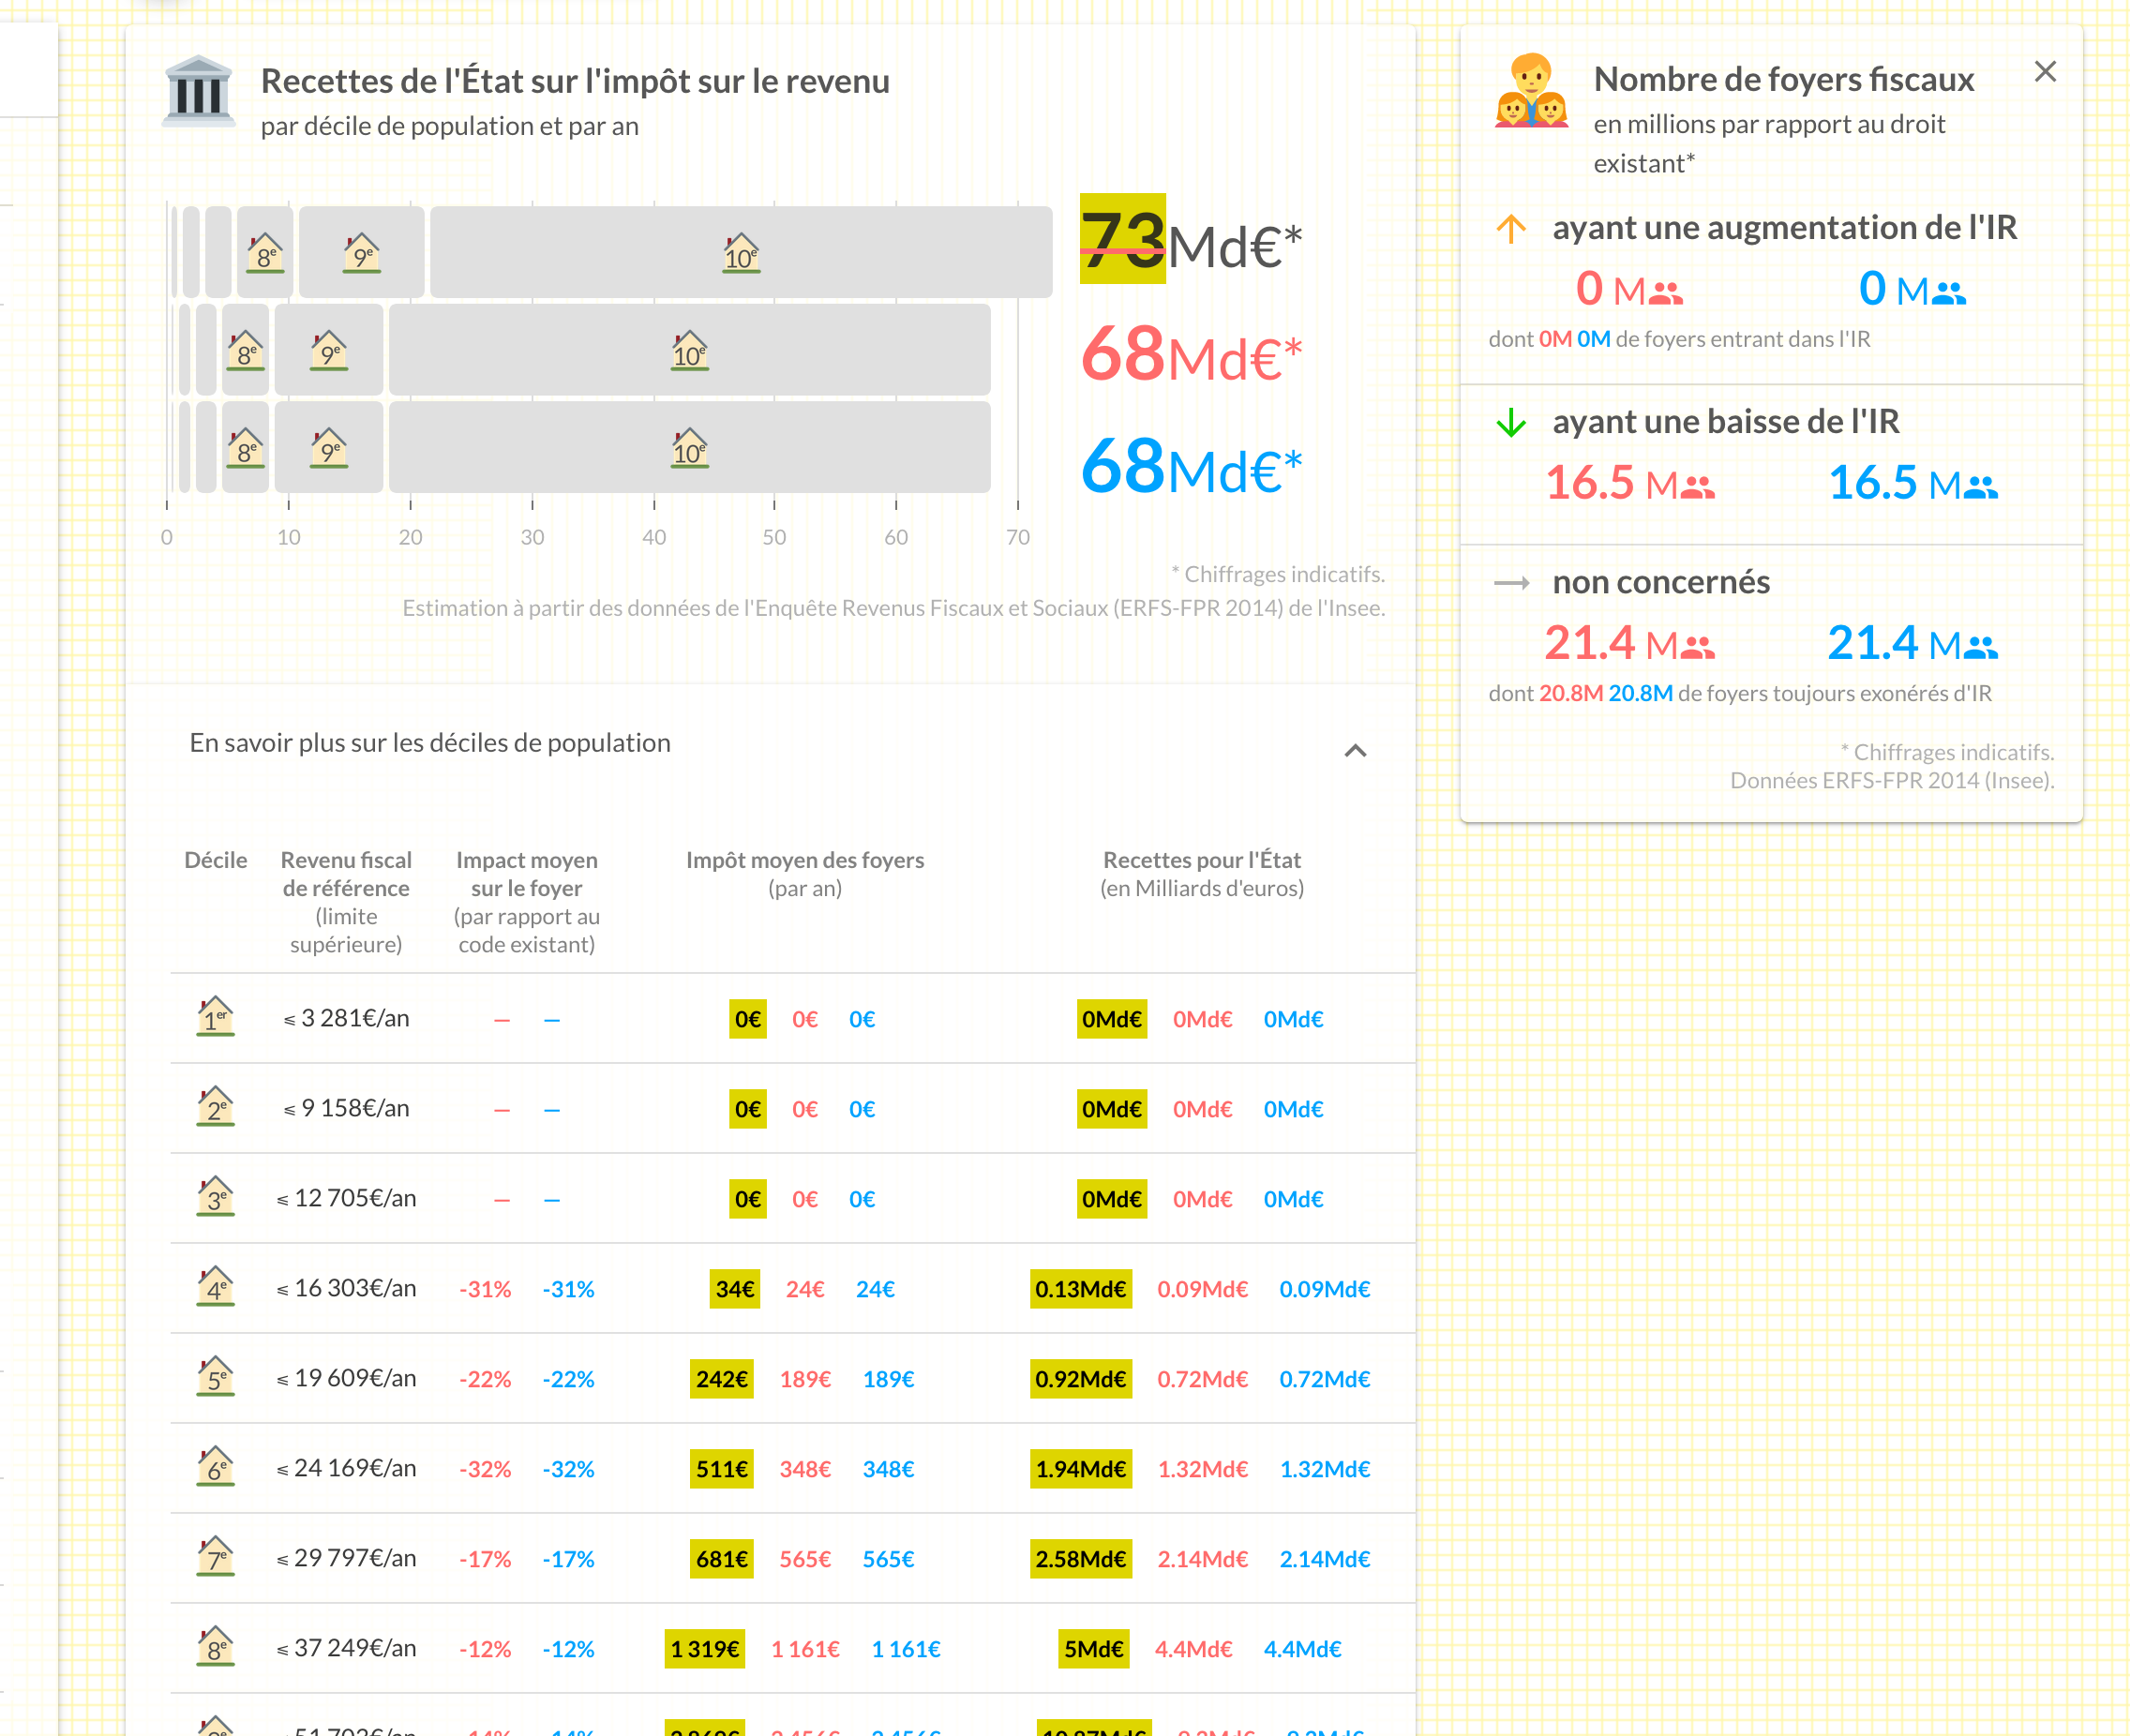 Recettes de l'État sur l'impôt sur le revenu
par décile de population et par an
8e 9e 10e
73Md€*
8e 9e 10e
68Md€*
8e 9e 10e
68Md€*
0 10 20 30 40 50 60 70
* Chiffrages indicatifs.
Estimation à partir des données de l'Enquête Revenus Fiscaux et Sociaux (ERFS-FPR 2014) de l'Insee.
En savoir plus sur les déciles de population
Décile
Revenu fiscal
de référence
(limite
supérieure)
Impact moyen
sur le foyer
(par rapport au
code existant)
Impôt moyen des foyers
(par an)
Recettes pour l'État
(en Milliards d'euros)
1er ⩽ 3 281€/an – – 0€ 0€ 0€ 0Md€ 0Md€ 0Md€
2e ⩽ 9 158€/an – – 0€ 0€ 0€ 0Md€ 0Md€ 0Md€
3e ⩽ 12 705€/an – – 0€ 0€ 0€ 0Md€ 0Md€ 0Md€
4e ⩽ 16 303€/an -31% -31% 34€ 24€ 24€ 0.13Md€ 0.09Md€ 0.09Md€
5e ⩽ 19 609€/an -22% -22% 242€ 189€ 189€ 0.92Md€ 0.72Md€ 0.72Md€
6e ⩽ 24 169€/an -32% -32% 511€ 348€ 348€ 1.94Md€ 1.32Md€ 1.32Md€
7e ⩽ 29 797€/an -17% -17% 681€ 565€ 565€ 2.58Md€ 2.14Md€ 2.14Md€
8e ⩽ 37 249€/an -12% -12% 1 319€ 1 161€ 1 161€ 5Md€ 4.4Md€ 4.4Md€
Nombre de foyers fiscaux
en millions par rapport au droit
existant*
ayant une augmentation de l'IR
0 M 0 M
dont 0M 0M de foyers entrant dans l'IR
ayant une baisse de l'IR
16.5 M 16.5 M
non concernés
21.4 M 21.4 M
dont 20.8M 20.8M de foyers toujours exonérés d'IR
* Chiffrages indicatifs.
Données ERFS-FPR 2014 (Insee).